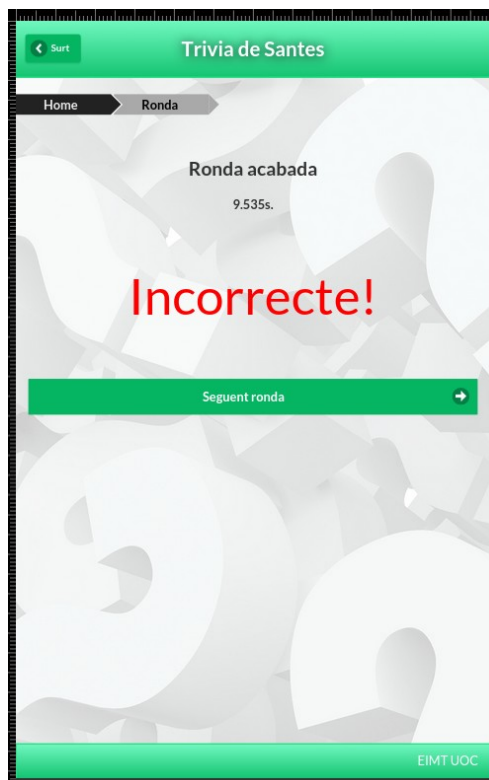 Surt
Trivia de Santes
Home
Ronda
Ronda acabada
9.535s.
Incorrecte!
Seguent ronda
EIMT UOC